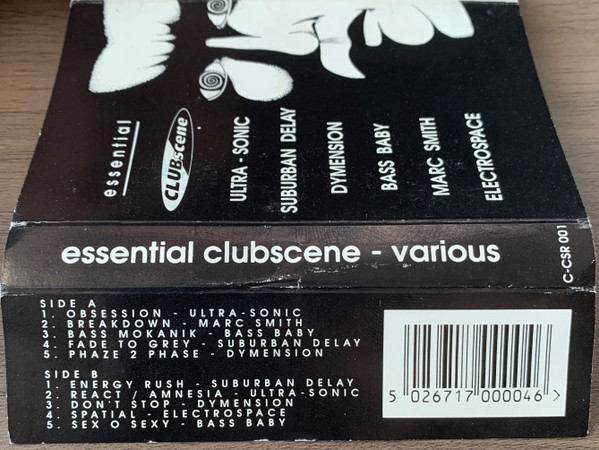 essential
CLUBscene
ULTRA - SONIC
SUBURBAN DELAY
DYMENSION
BASS BABY
MARC SMITH
ELECTROSPACE
essential clubscene - various
C-CSR 001
SIDE A
1. OBSESSION - ULTRA-SONIC
2. BREAKDOWN - MARC SMITH
3. BASS MOKANIK - BASS BABY
4. FADE TO GREY - SUBURBAN DELAY
5. PHAZE 2 PHASE - DYMENSION
SIDE B
1. ENERGY RUSH - SUBURBAN DELAY
2. REACT / AMNESIA - ULTRA-SONIC
3. DON'T STOP - DYMENSION
4. SPATIAL - ELECTROSPACE
5. SEX O SEXY - BASS BABY
5 026717 000046 >